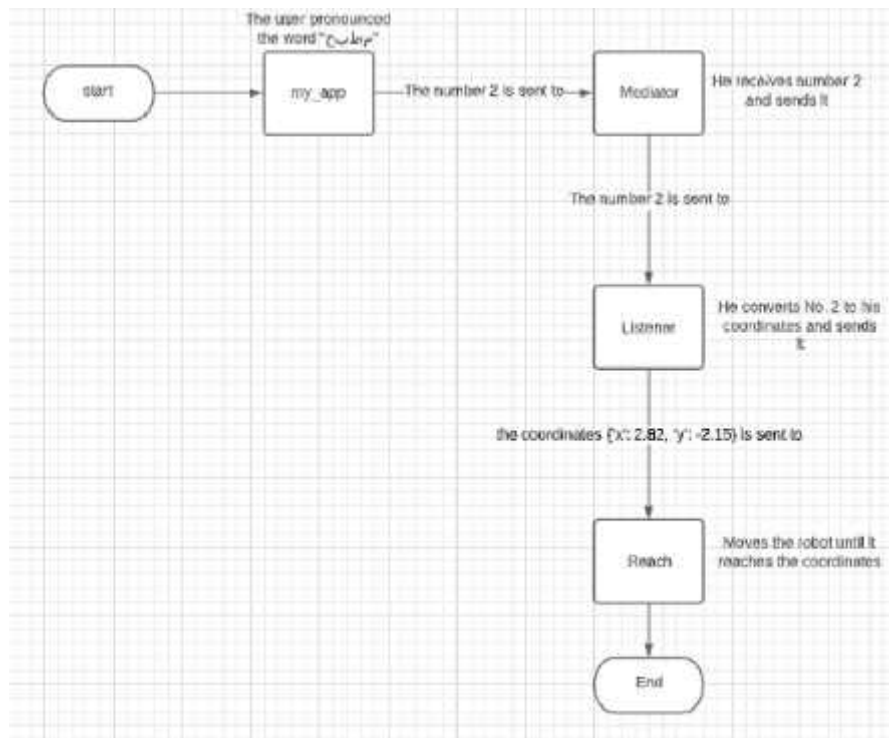 The user pronounced
the word "مطبخ"
start
my_app
The number 2 is sent to
Mediator
He receives number 2
and sends it
The number 2 is sent to
Listener
He converts No. 2 to his
coordinates and sends
it
the coordinates {"x": 2.82, "y": -2.15} is sent to
Reach
Moves the robot until it
reaches the coordinates
End